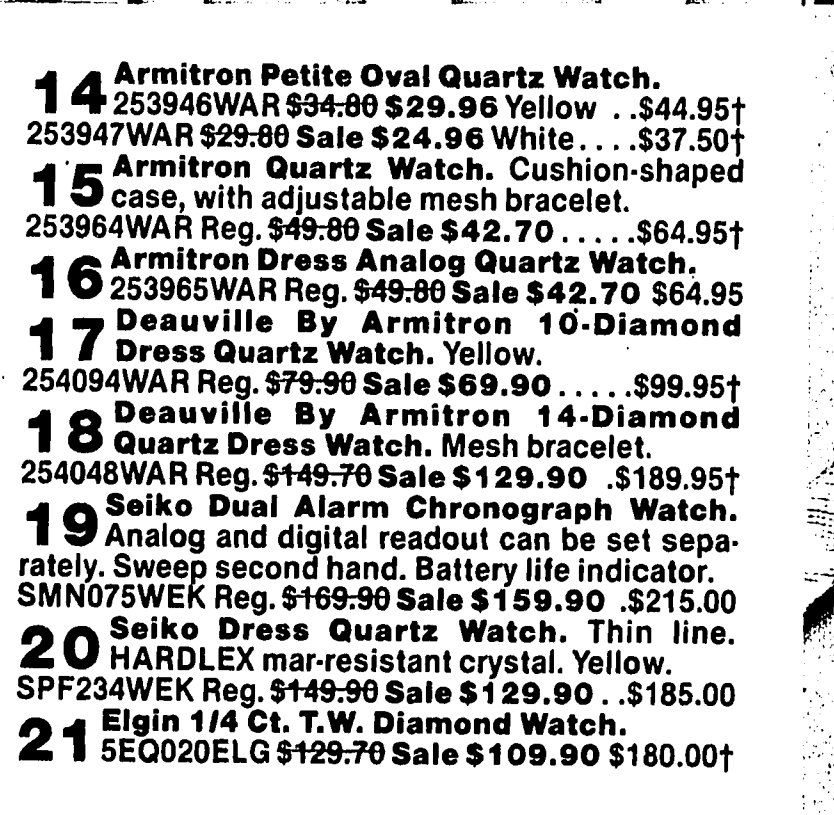 14 Armitron Petite Oval Quartz Watch.
253946WAR $34.80 $29.96 Yellow . .$44.95†
253947WAR $29.80 Sale $24.96 White. . . .$37.50†
15 Armitron Quartz Watch. Cushion-shaped
case, with adjustable mesh bracelet.
253964WAR Reg. $49.80 Sale $42.70 . . . . .$64.95†
16 Armitron Dress Analog Quartz Watch.
253965WAR Reg. $49.80 Sale $42.70 $64.95
17 Deauville By Armitron 10-Diamond
Dress Quartz Watch. Yellow.
254094WAR Reg. $79.90 Sale $69.90 . . . . .$99.95†
18 Deauville By Armitron 14-Diamond
Quartz Dress Watch. Mesh bracelet.
254048WAR Reg. $149.70 Sale $129.90 .$189.95†
19 Seiko Dual Alarm Chronograph Watch.
Analog and digital readout can be set sepa-
rately. Sweep second hand. Battery life indicator.
SMN075WEK Reg. $169.90 Sale $159.90 .$215.00
20 Seiko Dress Quartz Watch. Thin line.
HARDLEX mar-resistant crystal. Yellow.
SPF234WEK Reg. $149.90 Sale $129.90 . .$185.00
21 Elgin 1/4 Ct. T.W. Diamond Watch.
5EQ020ELG $129.70 Sale $109.90 $180.00†